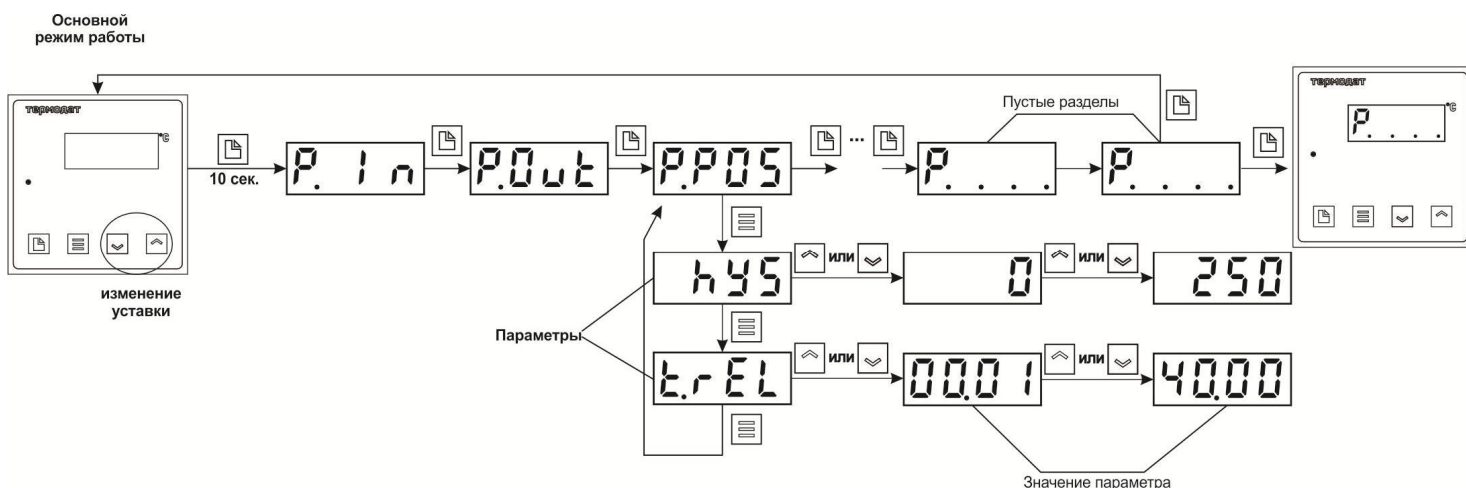 Основной
режим работы
термодат
°C
10 сек.
изменение
уставки
P. In
P.Out
P.POS
...
Пустые разделы
P. . . .
P. . . .
термодат
°C
P. . . .
Параметры
hYS
или
0
или
250
t.rEL
или
00.01
или
40.00
Значение параметра